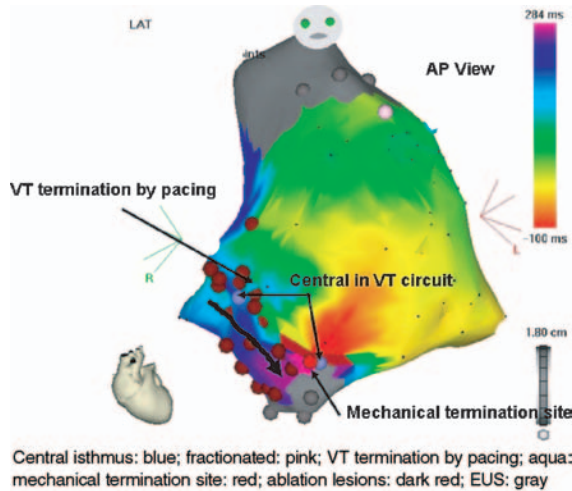 LAT
284 ms
ints
AP View
VT termination by pacing
Central in VT circuit
-100 ms
L
R
1.80 cm
Mechanical termination site
Central isthmus: blue; fractionated: pink; VT termination by pacing; aqua:
mechanical termination site: red; ablation lesions: dark red; EUS: gray